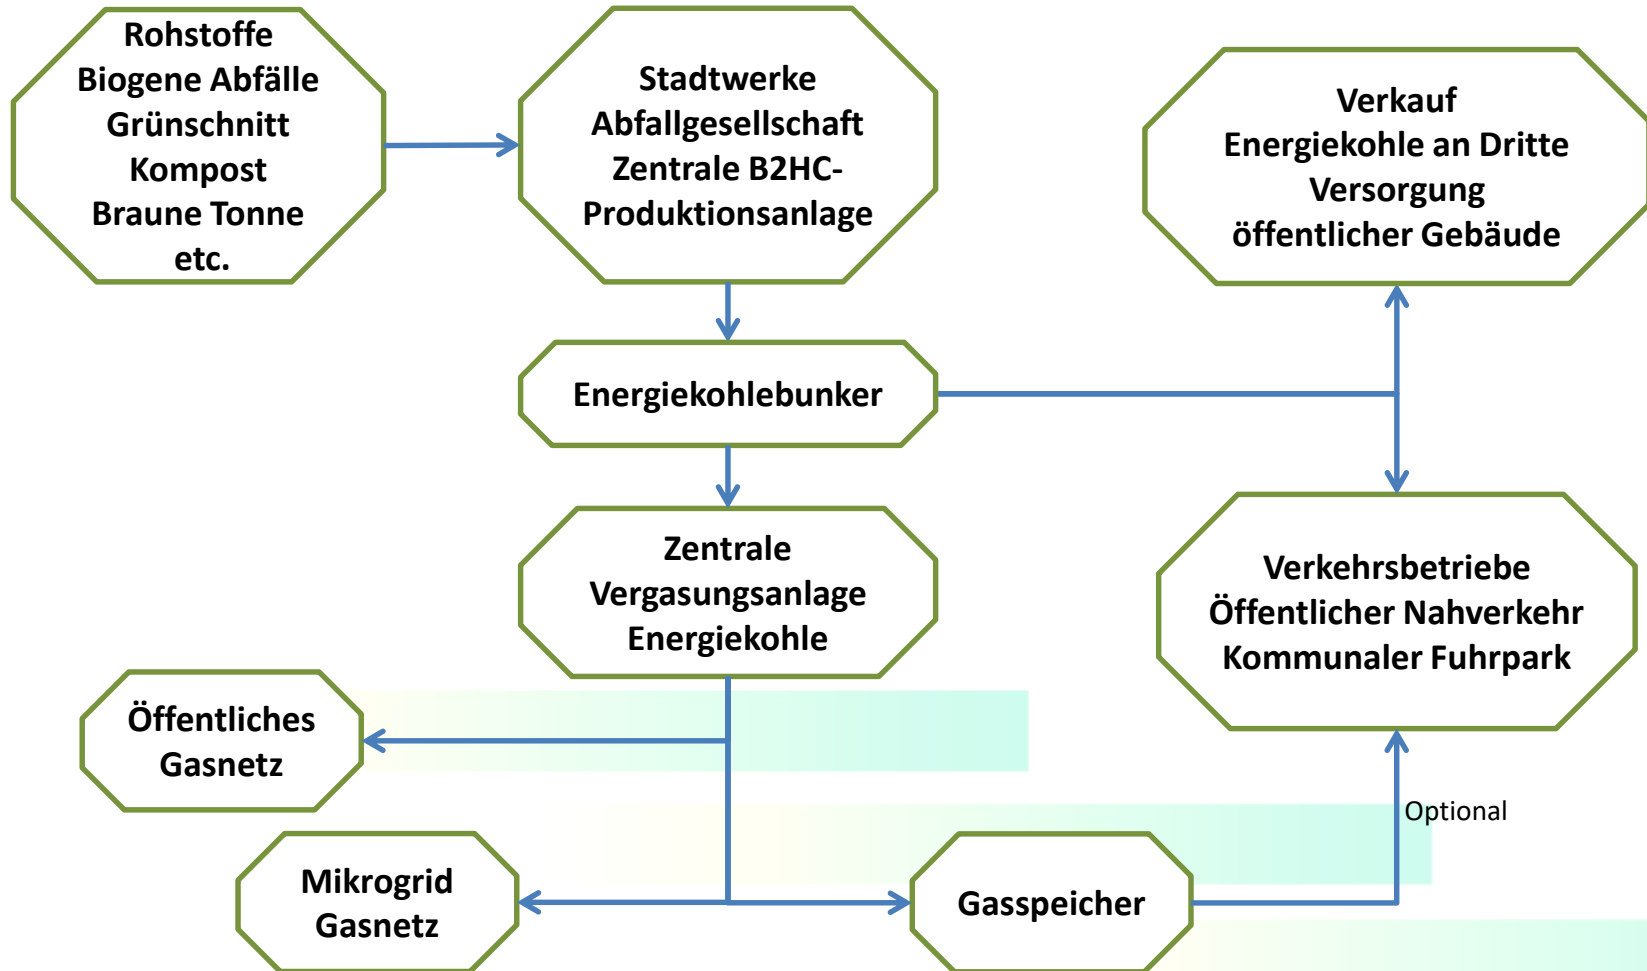 Rohstoffe
Biogene Abfälle
Grünschnitt
Kompost
Braune Tonne
etc.
Stadtwerke
Abfallgesellschaft
Zentrale B2HC-
Produktionsanlage
Verkauf
Energiekohle an Dritte
Versorgung
öffentlicher Gebäude
Energiekohlebunker
Zentrale
Vergasungsanlage
Energiekohle
Verkehrsbetriebe
Öffentlicher Nahverkehr
Kommunaler Fuhrpark
Öffentliches
Gasnetz
Optional
Mikrogrid
Gasnetz
Gasspeicher